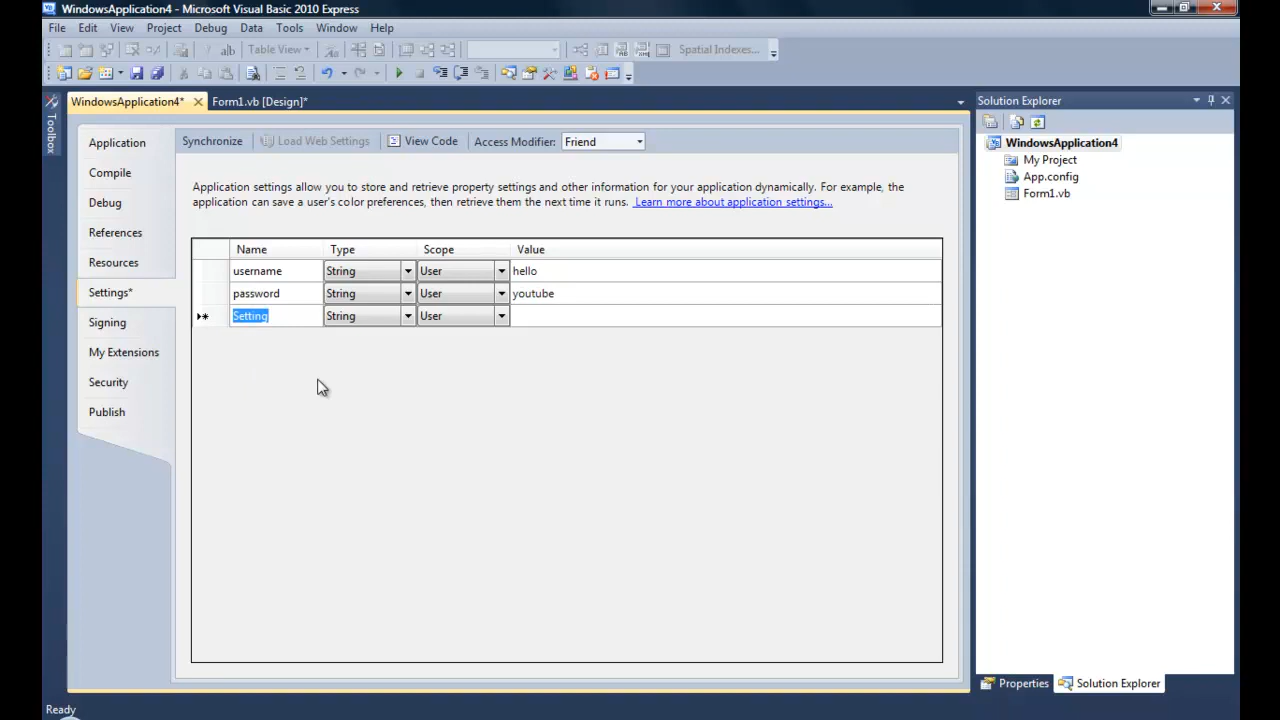 WindowsApplication4 - Microsoft Visual Basic 2010 Express
File Edit View Project Debug Data Tools Window Help
Table View Spatial Indexes...
WindowsApplication4* Form1.vb [Design]*
Toolbox
Application
Compile
Debug
References
Resources
Settings*
Signing
My Extensions
Security
Publish
Synchronize Load Web Settings View Code Access Modifier: Friend
Application settings allow you to store and retrieve property settings and other information for your application dynamically. For example, the
application can save a user's color preferences, then retrieve them the next time it runs. Learn more about application settings...
Name Type Scope Value
username String User hello
password String User youtube
Setting String User
Solution Explorer
WindowsApplication4
My Project
App.config
Form1.vb
Properties Solution Explorer
Ready